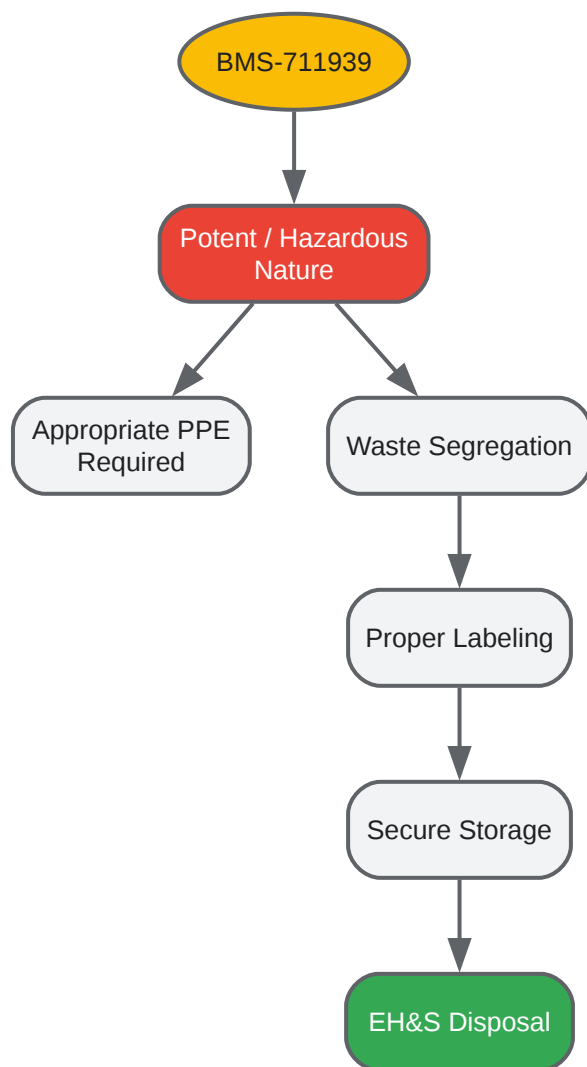 BMS-711939
Potent / Hazardous
Nature
Appropriate PPE
Required
Waste Segregation
Proper Labeling
Secure Storage
EH&S Disposal